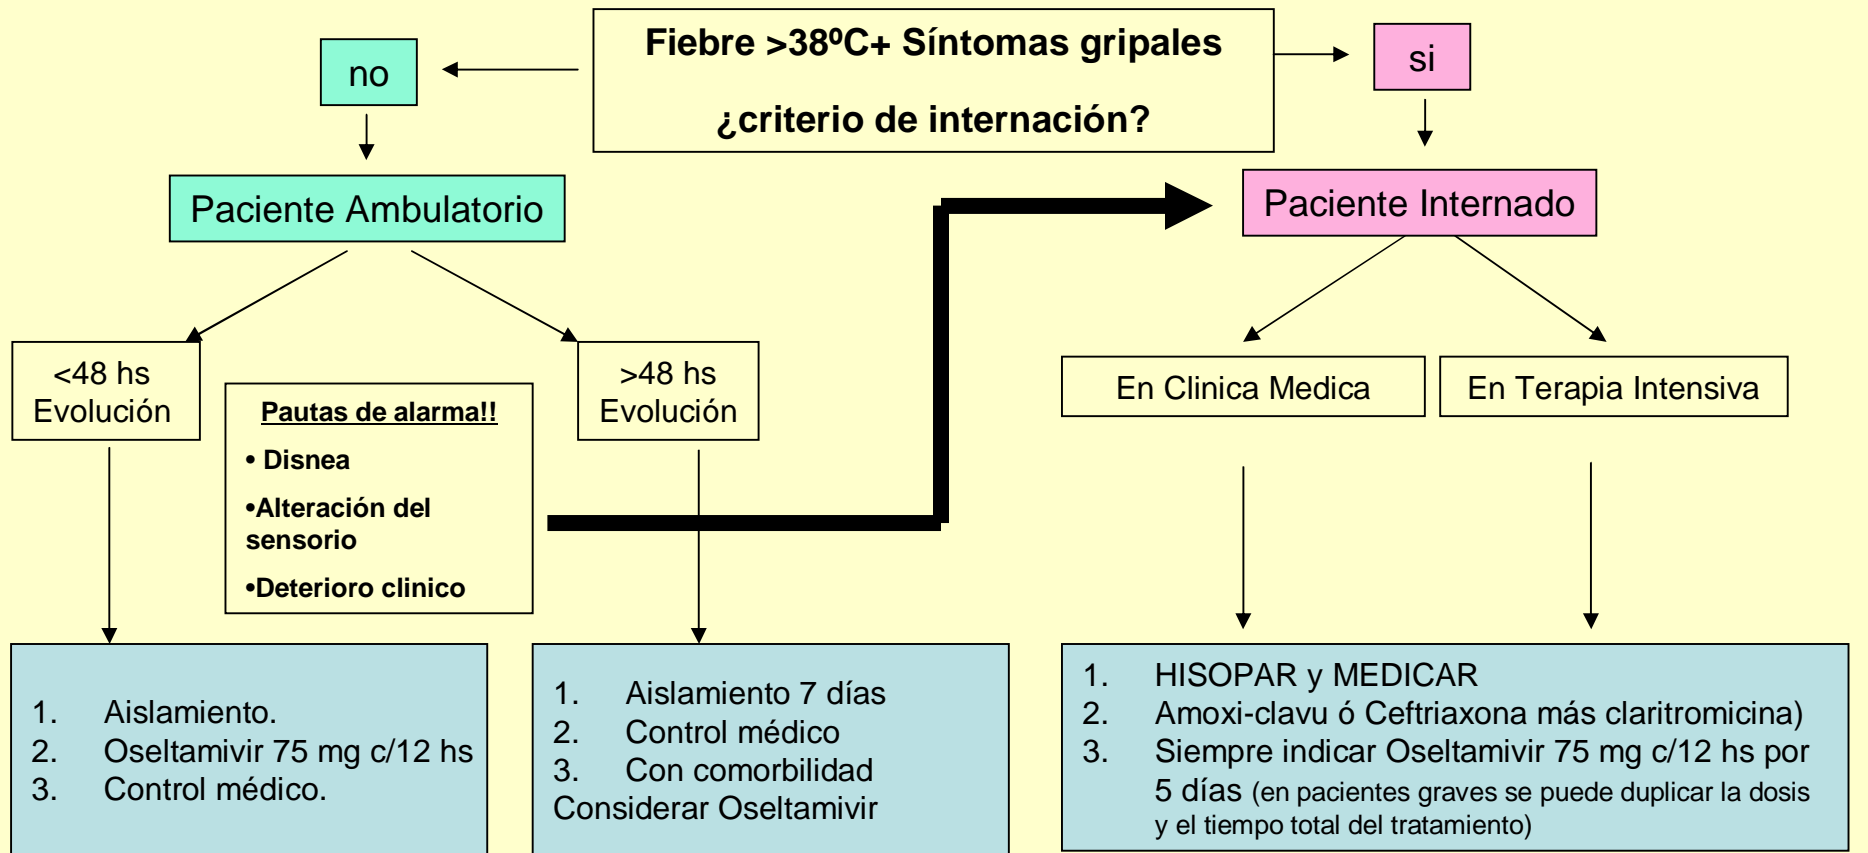 Fiebre >38ºC+ Síntomas gripales
¿criterio de internación?
no
si
Paciente Ambulatorio
Paciente Internado
<48 hs
Evolución
>48 hs
Evolución
Pautas de alarma!!
• Disnea
•Alteración del
sensorio
•Deterioro clinico
En Clinica Medica
En Terapia Intensiva
1. Aislamiento.
2. Oseltamivir 75 mg c/12 hs
3. Control médico.
1. Aislamiento 7 días
2. Control médico
3. Con comorbilidad
Considerar Oseltamivir
1. HISOPAR y MEDICAR
2. Amoxi-clavu ó Ceftriaxona más claritromicina)
3. Siempre indicar Oseltamivir 75 mg c/12 hs por
5 días (en pacientes graves se puede duplicar la dosis
y el tiempo total del tratamiento)